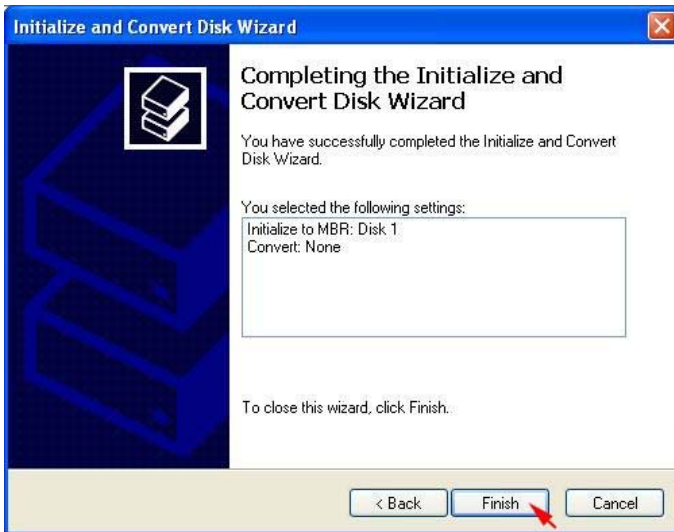 Initialize and Convert Disk Wizard
Completing the Initialize and
Convert Disk Wizard
You have successfully completed the Initialize and Convert
Disk Wizard.
You selected the following settings:
Initialize to MBR: Disk 1
Convert: None
To close this wizard, click Finish.
< Back
Finish
Cancel